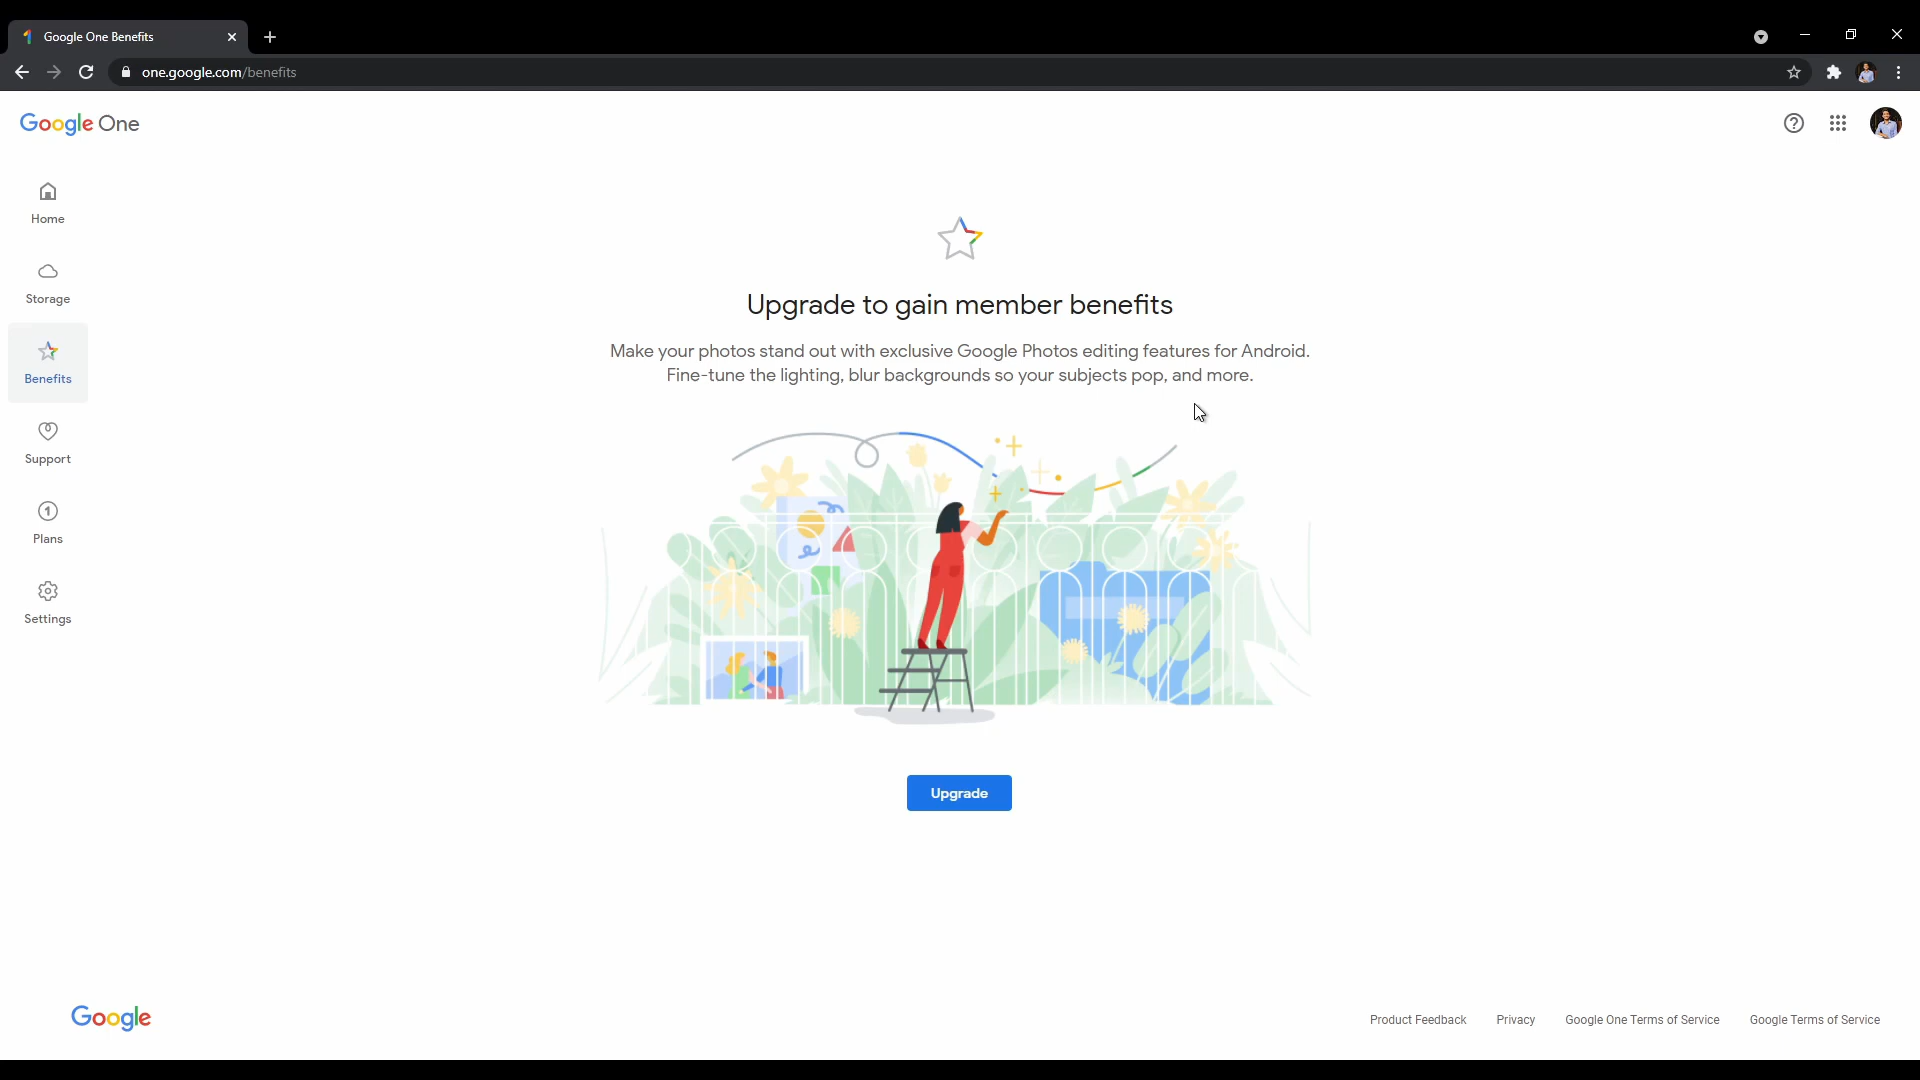 Google One Benefits
one.google.com/benefits
Google One
Home
Storage
Benefits
Support
1
Plans
Settings
Upgrade to gain member benefits
Make your photos stand out with exclusive Google Photos editing features for Android.
Fine-tune the lighting, blur backgrounds so your subjects pop, and more.
Upgrade
Google
Product Feedback Privacy Google One Terms of Service Google Terms of Service